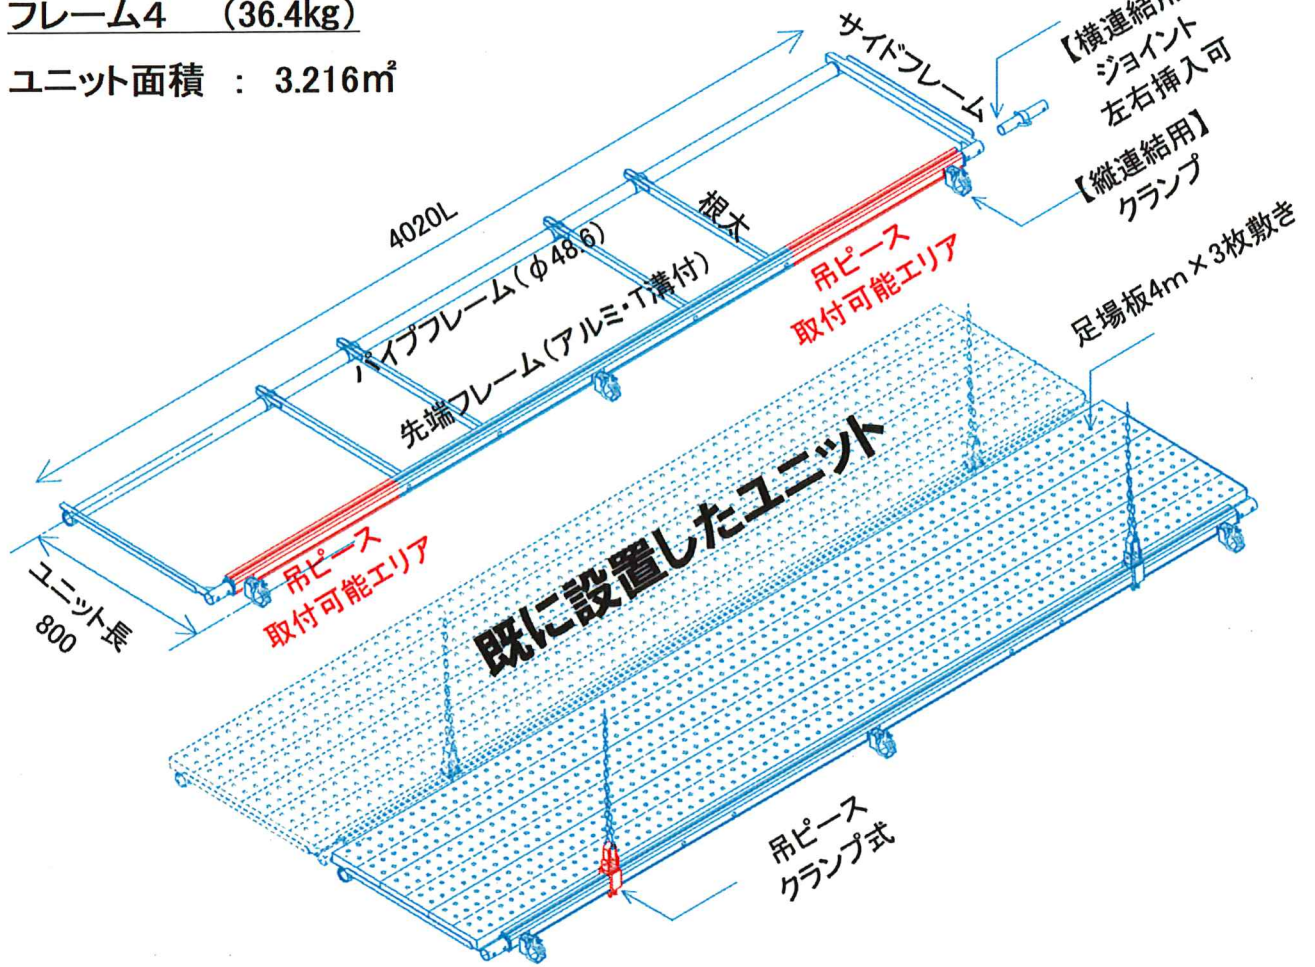 フレーム4 (36.4kg)
ユニット面積 : 3.216㎡
サイドフレーム
【横連結用
ジョイント
左右挿入可
【縦連結用】
クランプ
4020L
根太
パイプフレーム(φ48.6)
先端フレーム(アルミ・T溝付)
吊ピース
取付可能エリア
足場板4m×3枚敷き
吊ピース
取付可能エリア
ユニット長
800
既に設置したユニット
吊ピース
クランプ式